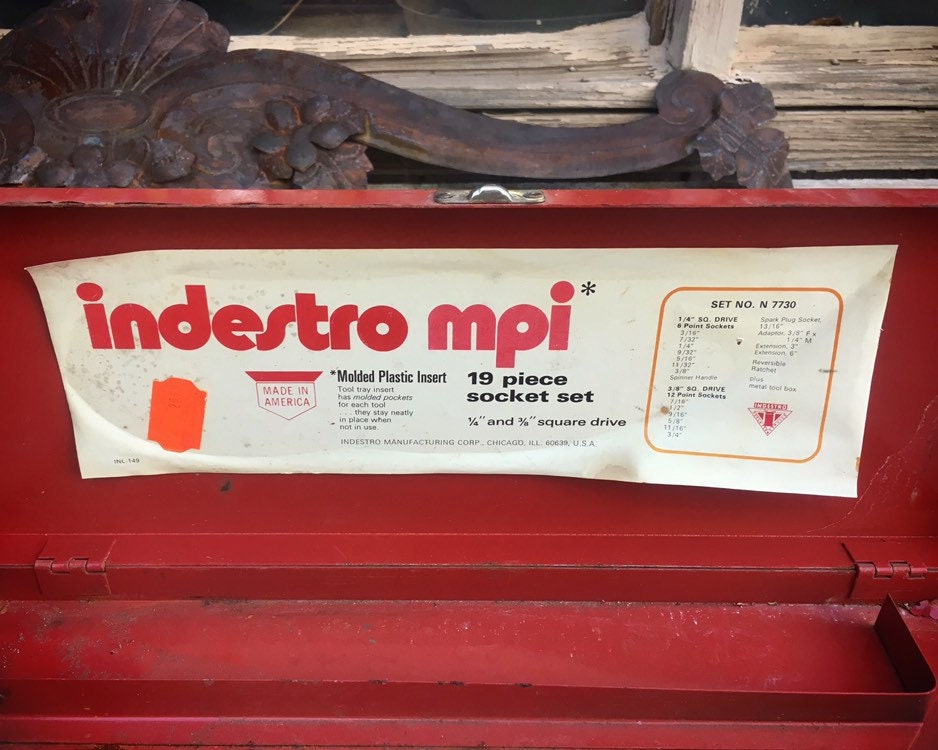 indestro mpi*
MADE IN
AMERICA
*Molded Plastic Insert
Tool tray insert
has molded pockets
for each tool
. . . they stay neatly
in place when
not in use.
19 piece
socket set
¼" and ⅜" square drive
INDESTRO MANUFACTURING CORP., CHICAGO, ILL. 60639, U.S.A.
INL-149
SET NO. N 7730
1/4" SQ. DRIVE
6 Point Sockets
3/16"
7/32"
1/4"
9/32"
5/16"
11/32"
3/8"
Spinner Handle
3/8" SQ. DRIVE
12 Point Sockets
7/16"
1/2"
9/16"
5/8"
11/16"
3/4"
Spark Plug Socket,
13/16"
Adaptor, 3/8" F x
1/4" M
Extension, 3"
Extension, 6"
Reversible
Ratchet
plus
metal tool box
INDESTRO